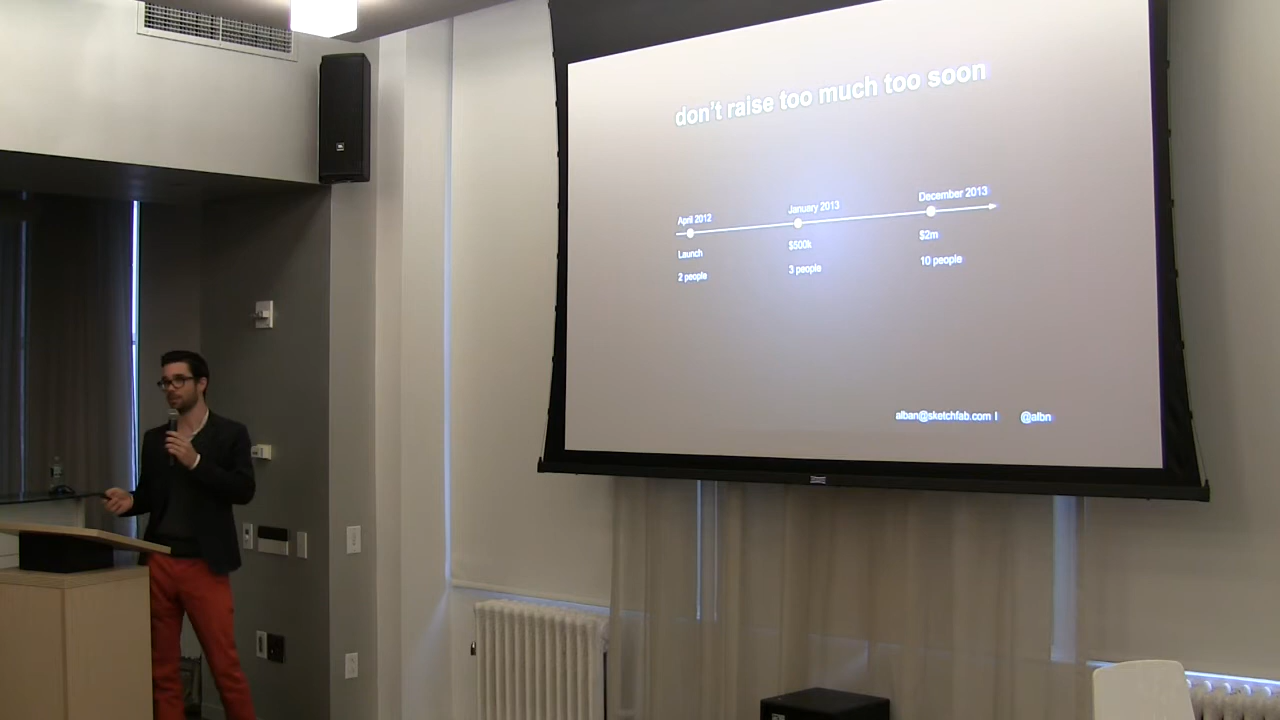 don't raise too much too soon
April 2012
January 2013
December 2013
Launch
$500k
$2m
2 people
3 people
10 people
alban@sketchfab.com |
@albn